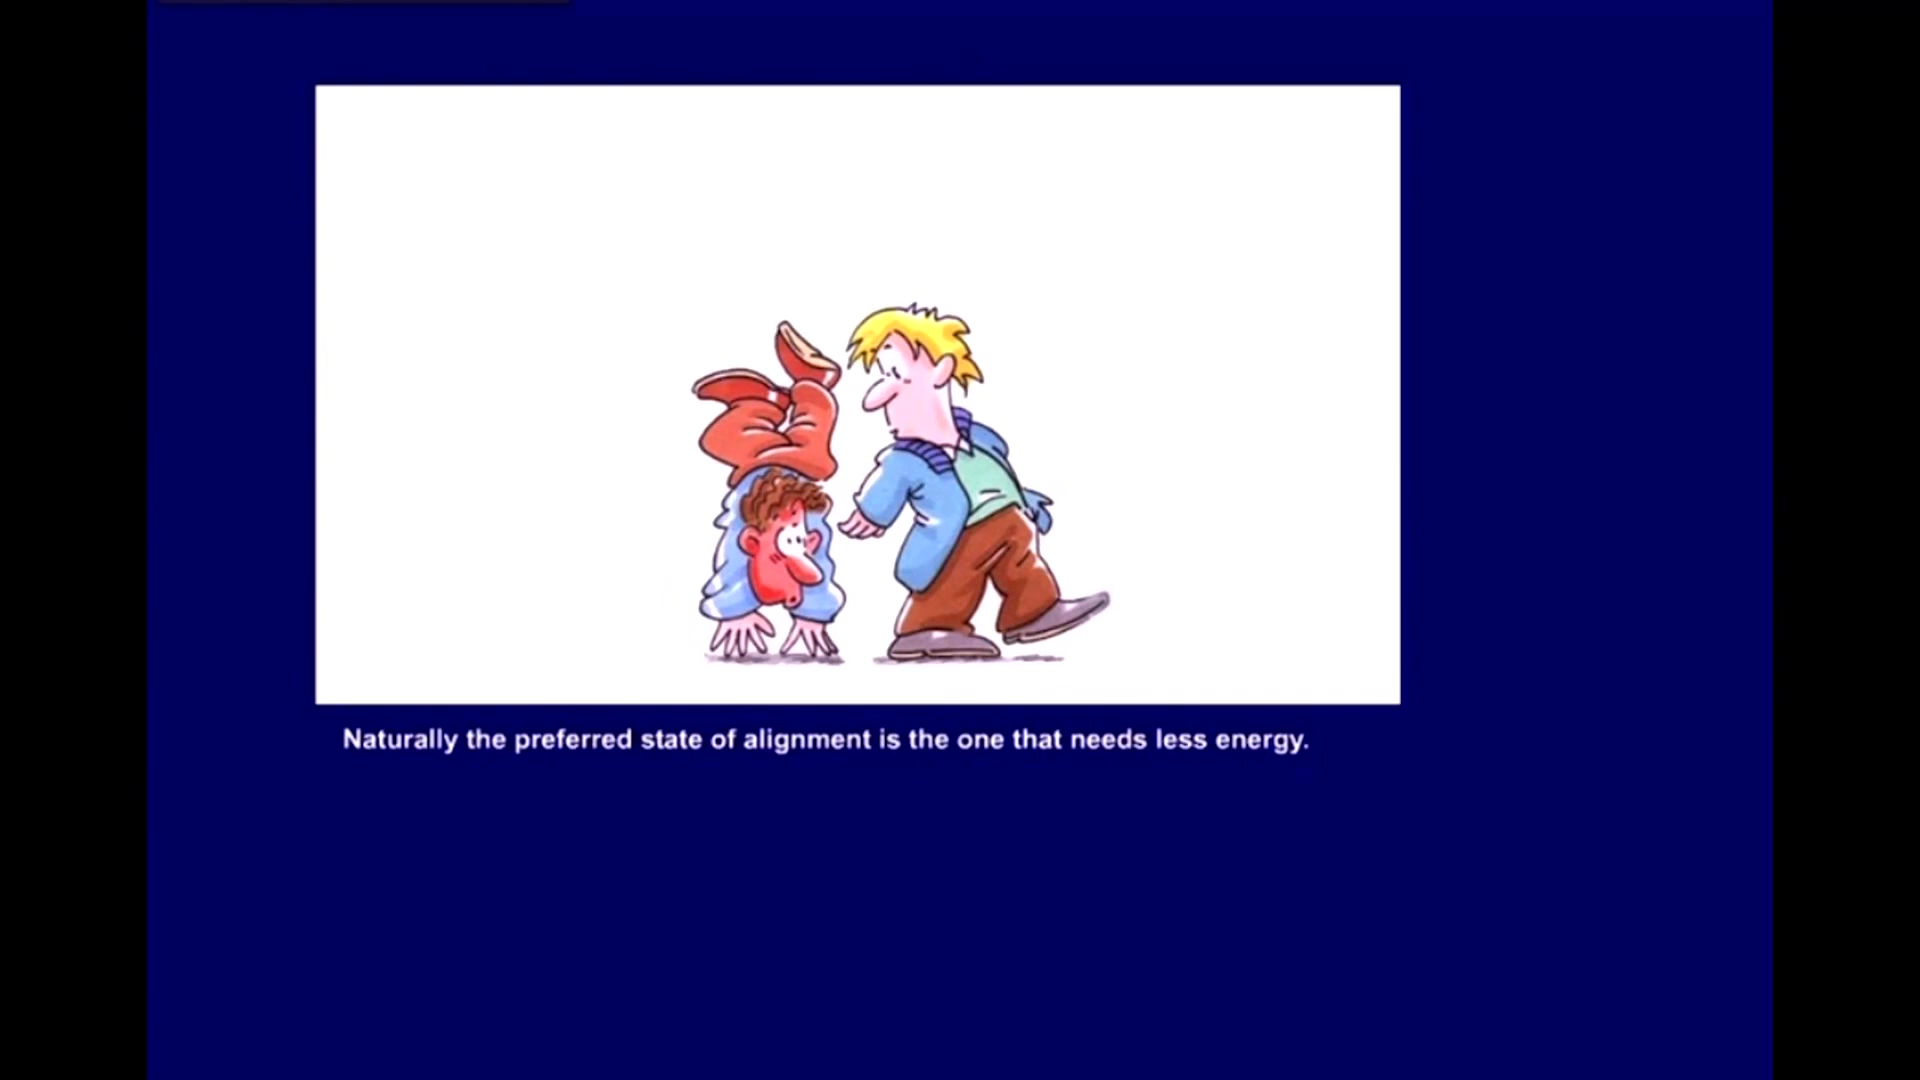 Naturally the preferred state of alignment is the one that needs less energy.